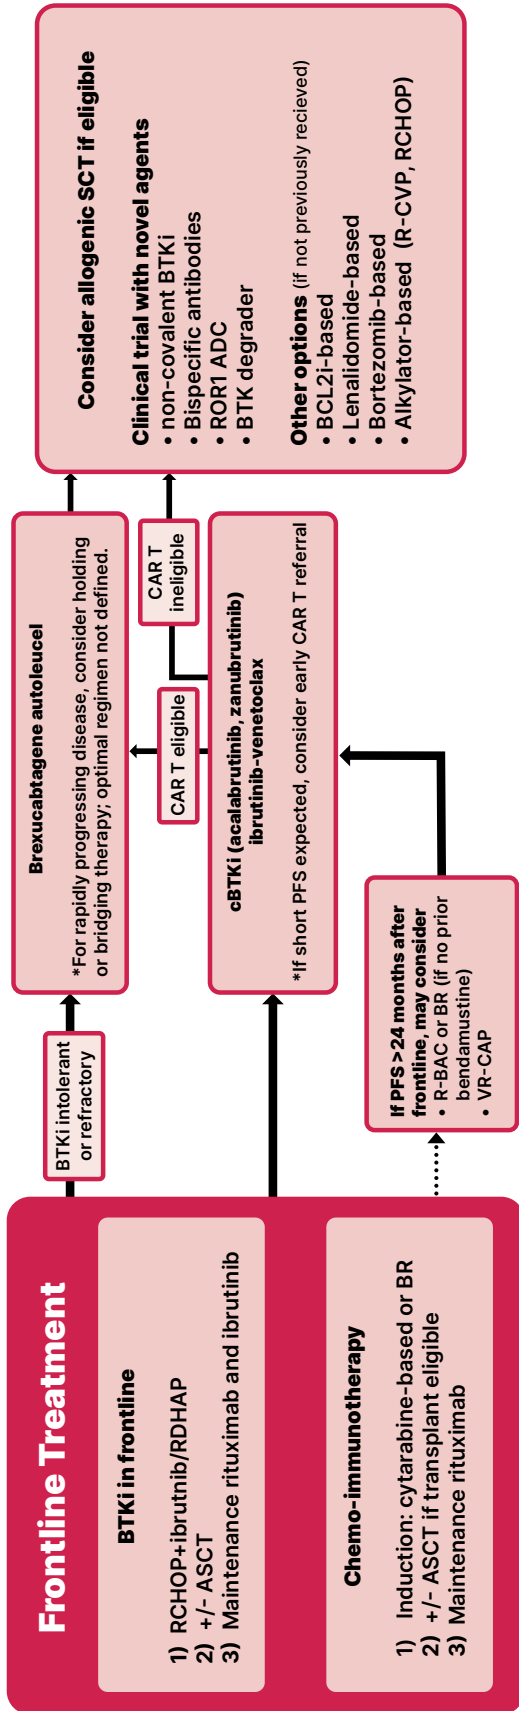 Frontline Treatment
BTKi in frontline
1) RCHOP+ibrutnib/RDHAP
2) +/- ASCT
3) Maintenance rituximab and ibrutinib
Chemo-immunotherapy
1) Induction: cytarabine-based or BR
2) +/- ASCT if transplant eligible
3) Maintenance rituximab
BTKi intolerant
or refractory
If PFS >24 months after
frontline, may consider
• R-BAC or BR (if no prior
bendamustine)
• VR-CAP
Brexucabtagene autoleucel
*For rapidly progressing disease, consider holding
or bridging therapy; optimal regimen not defined.
CAR T eligible
CAR T
ineligible
cBTKi (acalabrutinib, zanubrutinib)
ibrutinib-venetoclax
*If short PFS expected, consider early CAR T referral
Consider allogenic SCT if eligible
Clinical trial with novel agents
• non-covalent BTKi
• Bispecific antibodies
• ROR1 ADC
• BTK degrader
Other options (if not previously recieved)
• BCL2i-based
• Lenalidomide-based
• Bortezomib-based
• Alkylator-based (R-CVP, RCHOP)